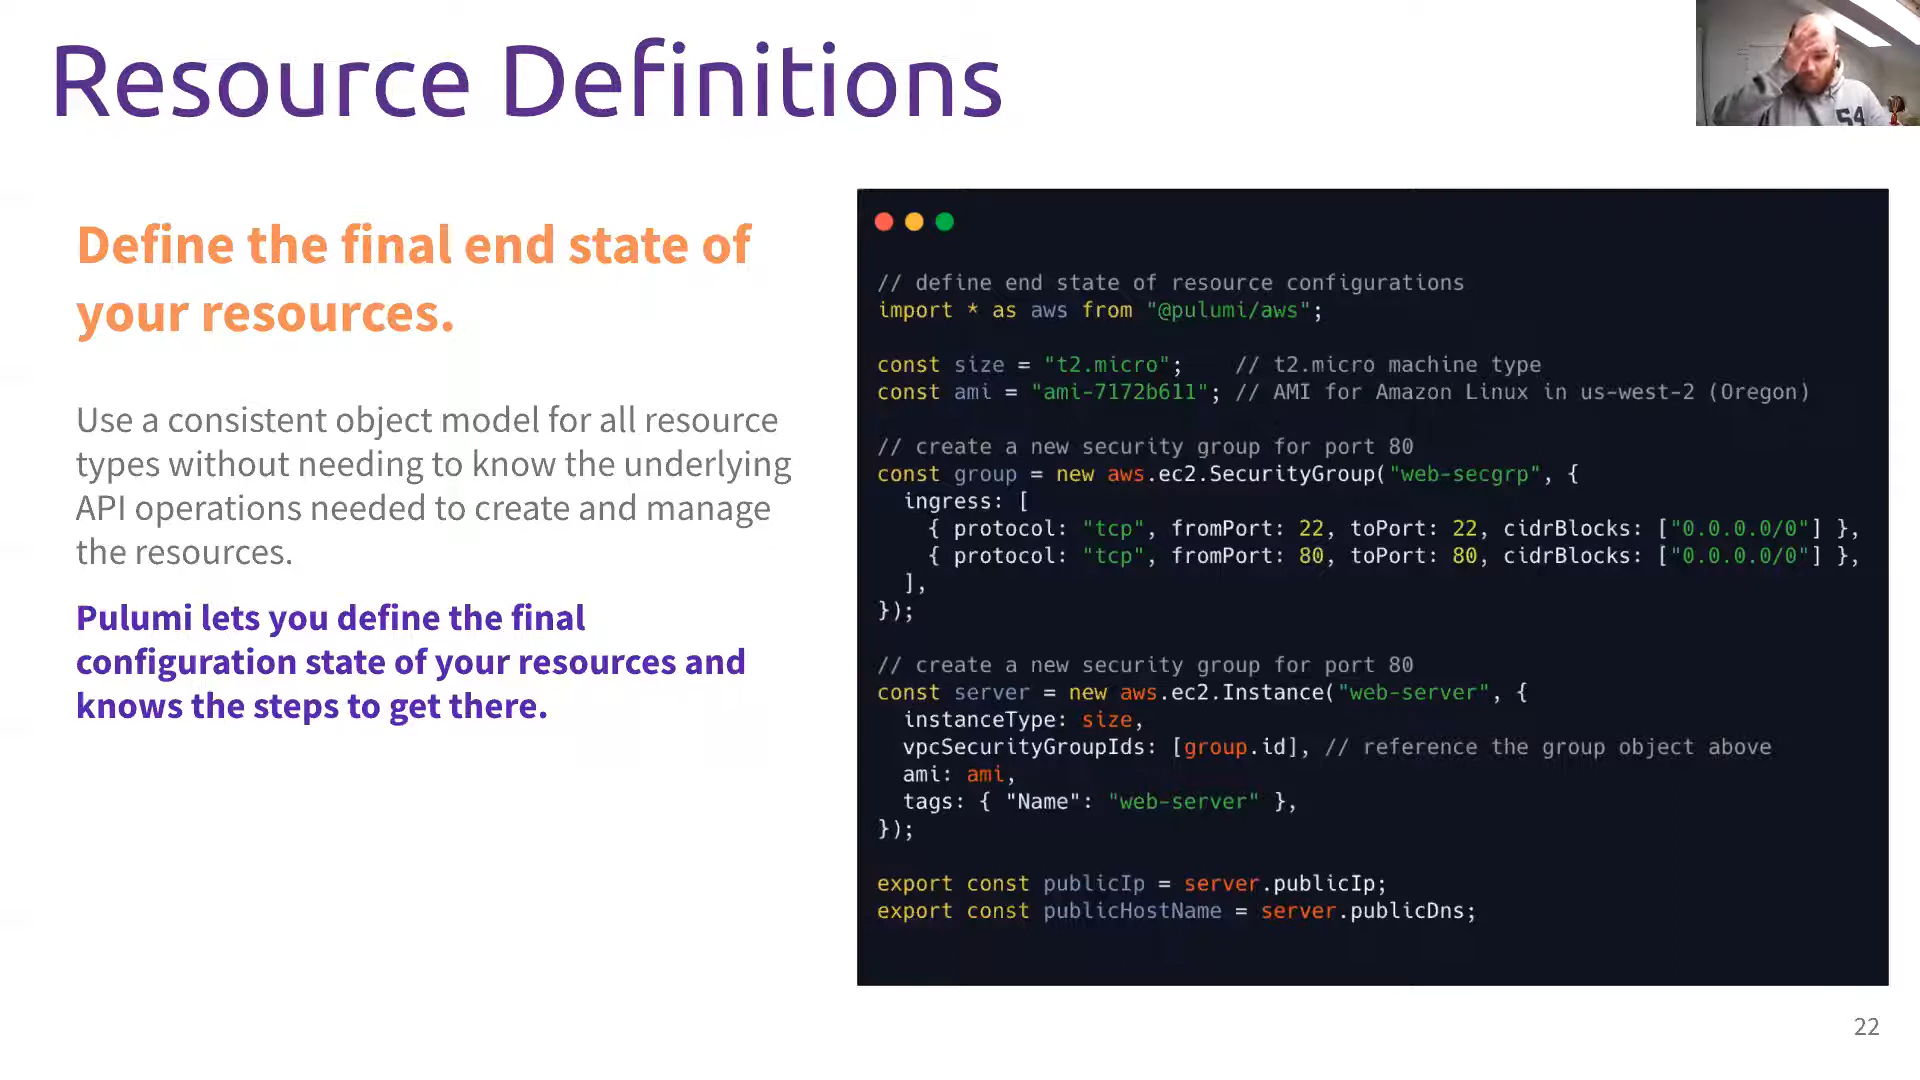 Resource Definitions
54
Define the final end state of
your resources.
Use a consistent object model for all resource
types without needing to know the underlying
API operations needed to create and manage
the resources.
Pulumi lets you define the final
configuration state of your resources and
knows the steps to get there.
// define end state of resource configurations
import * as aws from "@pulumi/aws";
const size = "t2.micro";    // t2.micro machine type
const ami = "ami-7172b611"; // AMI for Amazon Linux in us-west-2 (Oregon)
// create a new security group for port 80
const group = new aws.ec2.SecurityGroup("web-secgrp", {
  ingress: [
    { protocol: "tcp", fromPort: 22, toPort: 22, cidrBlocks: ["0.0.0.0/0"] },
    { protocol: "tcp", fromPort: 80, toPort: 80, cidrBlocks: ["0.0.0.0/0"] },
  ],
});
// create a new security group for port 80
const server = new aws.ec2.Instance("web-server", {
  instanceType: size,
  vpcSecurityGroupIds: [group.id], // reference the group object above
  ami: ami,
  tags: { "Name": "web-server" },
});
export const publicIp = server.publicIp;
export const publicHostName = server.publicDns;
22